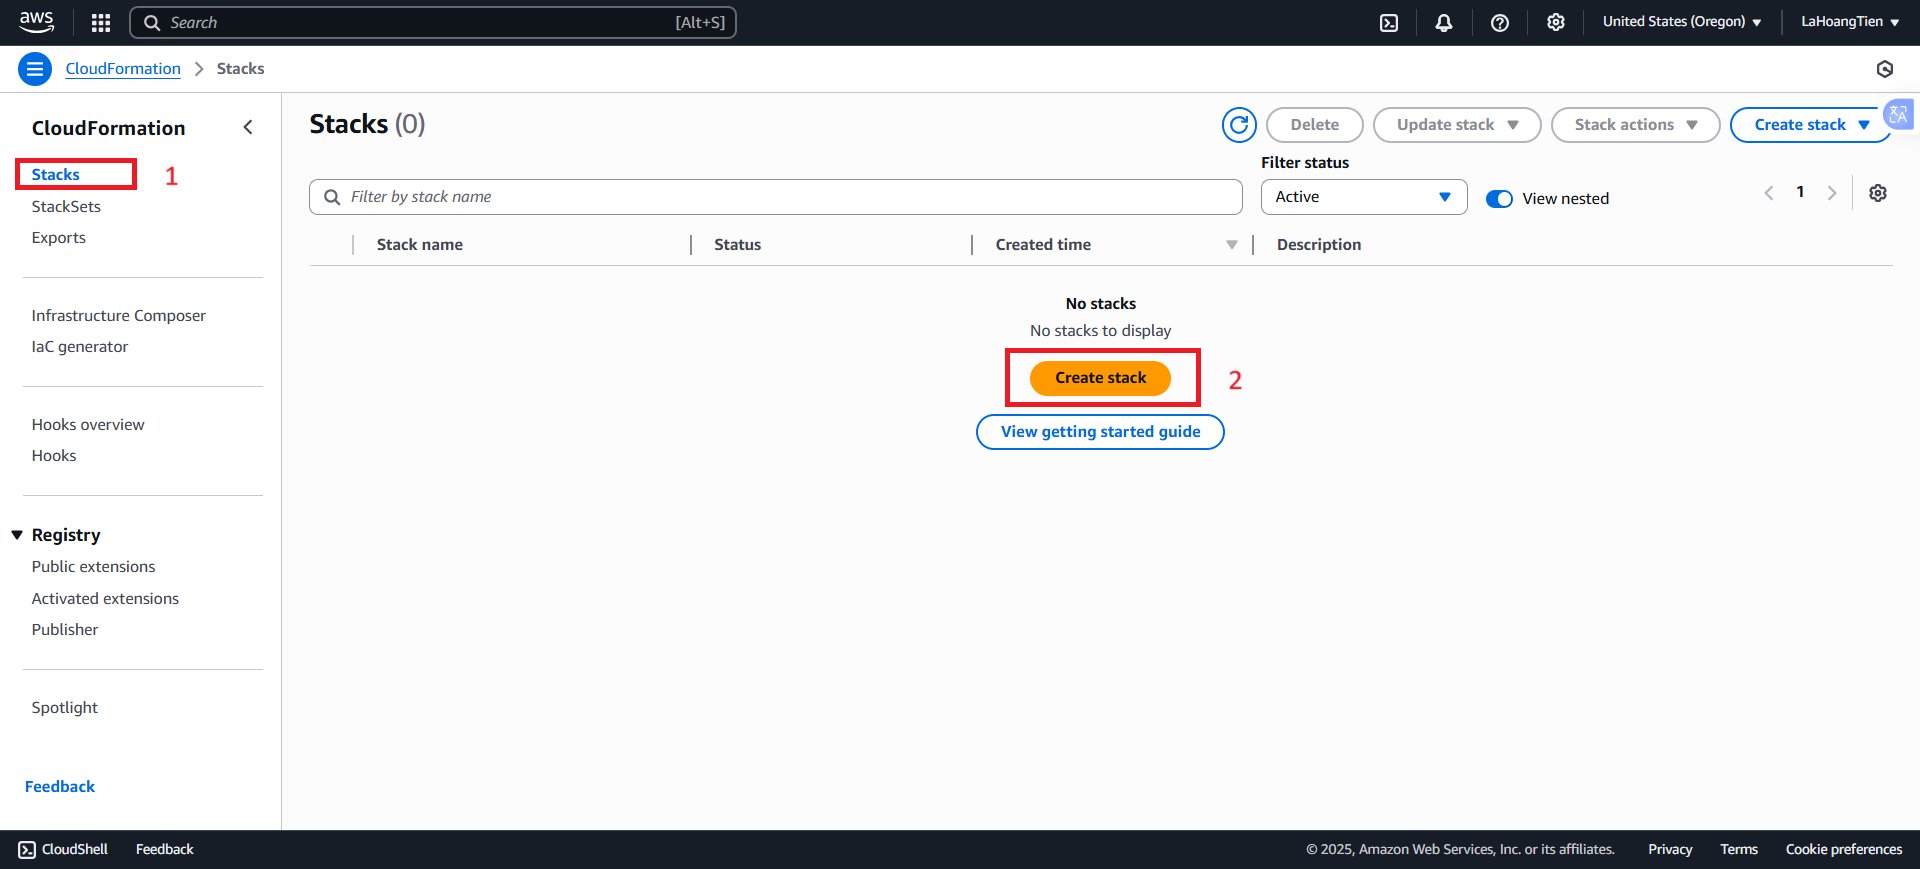 aws
Search [Alt+S]
United States (Oregon)
LaHoangTien
CloudFormation > Stacks
CloudFormation
Stacks
1
StackSets
Exports
Infrastructure Composer
IaC generator
Hooks overview
Hooks
Registry
Public extensions
Activated extensions
Publisher
Spotlight
Feedback
Stacks (0)
Delete
Update stack
Stack actions
Create stack
Filter by stack name
Filter status
Active
View nested
1
Stack name
Status
Created time
Description
No stacks
No stacks to display
Create stack
2
View getting started guide
CloudShell
Feedback
© 2025, Amazon Web Services, Inc. or its affiliates.
Privacy
Terms
Cookie preferences